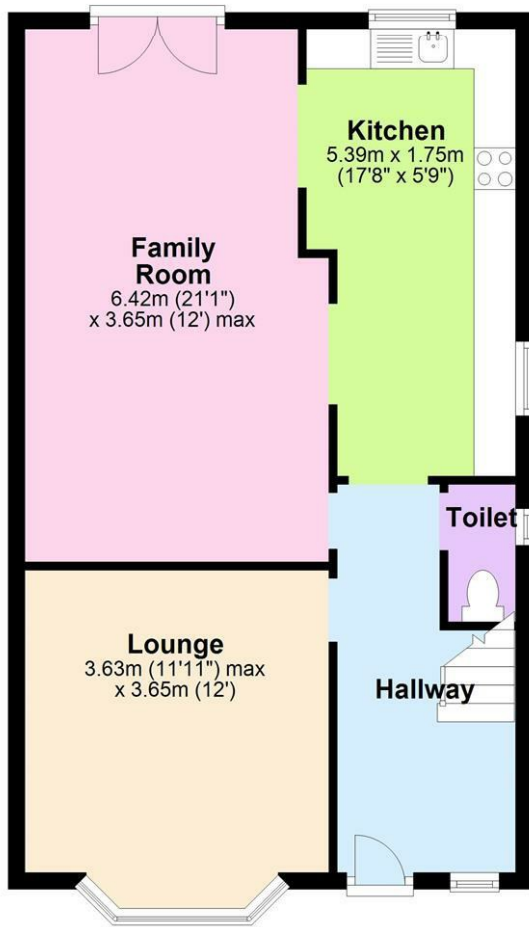 Kitchen
5.39m x 1.75m
(17'8" x 5'9")
Family
Room
6.42m (21'1")
x 3.65m (12') max
Toilet
Lounge
3.63m (11'11") max
x 3.65m (12')
Hallway